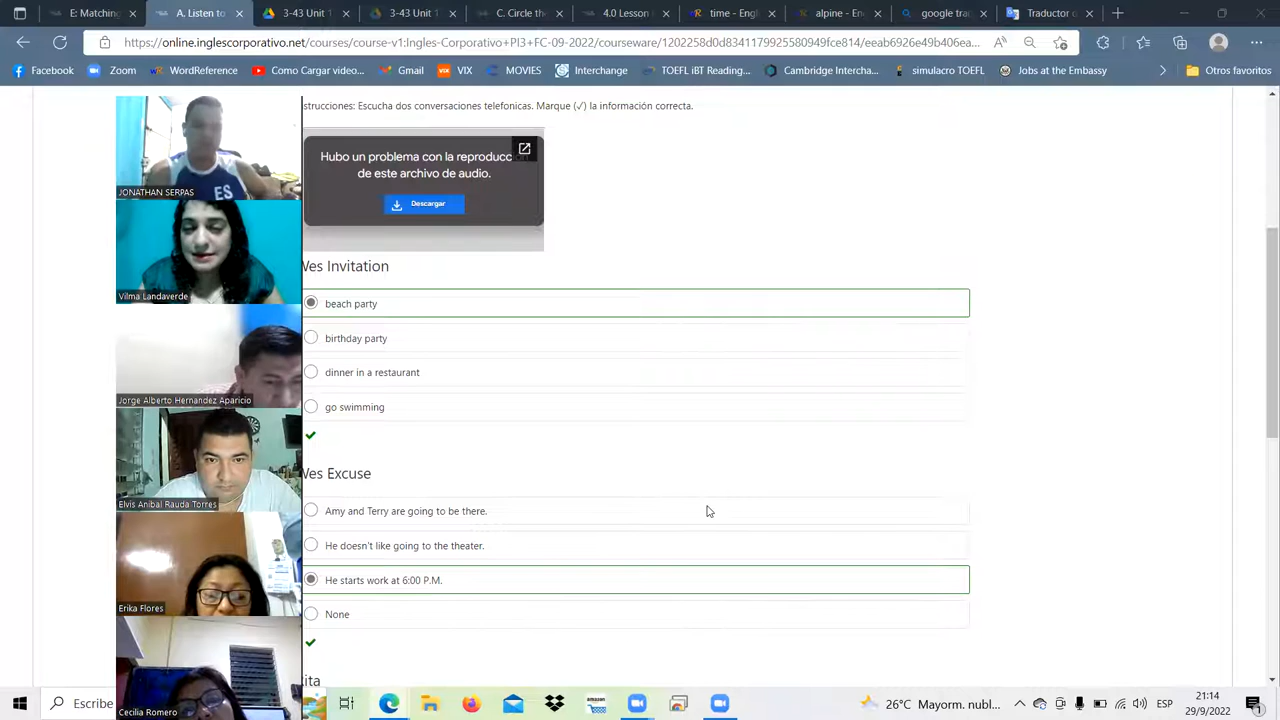 E: Matching
A, Listen to
3-43 Unit 1
3-43 Unit 1
C. Circle th
4.0 Lesso
time - Engl
alpine - En
google tra
Traductor
https://online.inglescorporativo.net/courses/course-v1:Ingles-Corporativo+PI3+FC-09-2022/courseware/1202258d0d8341179925580949fce814/eeab6926e49b406ea...
Facebook
Zoom
WordReference
Como Cargar video...
Gmail
VIX
MOVIES
Interchange
TOEFL iBT Reading...
Cambridge Intercha...
simulacro TOEFL
Jobs at the Embassy
Otros favoritos
strucciones: Escucha dos conversaciones telefonicas. Marque (✓) la información correcta.
Hubo un problema con la reproducc
de este archivo de audio.
Descargar
JONATHAN SERPAS
ES
Vilma Landaverde
Jorge Alberto Hernandez Aparicio
Elvis Anibal Rauda Torres
Erika Flores
Cecilia Romero
Wes Invitation
beach party
birthday party
dinner in a restaurant
go swimming
Wes Excuse
Amy and Terry are going to be there.
He doesn't like going to the theater.
He starts work at 6:00 P.M.
None
ita
Escribe
amazon
26°C
Mayorm. nubl...
ESP
21:14
29/9/2022